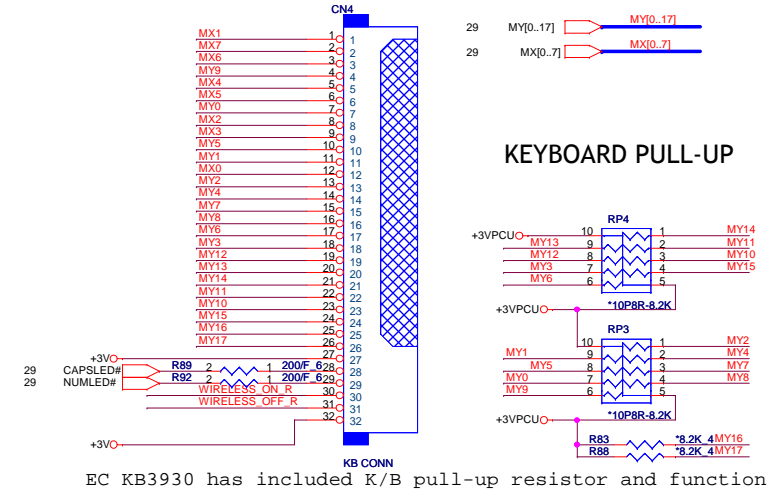 CN4
MX1 1 1
MX7 2 2
MX6 3 3
MY9 4 4
MX4 5 5
MX5 6 6
MY0 7 7
MX2 8 8
MX3 9 9
MY5 10 10
MY1 11 11
MX0 12 12
MY2 13 13
MY4 14 14
MY7 15 15
MY8 16 16
MY6 17 17
MY3 18 18
MY12 19 19
MY13 20 20
MY14 21 21
MY11 22 22
MY10 23 23
MY15 24 24
MY16 25 25
MY17 26 26
+3VO 27 27
29 CAPSLED# R89 2 1 200/F_6 28 28
29 NUMLED# R92 2 1 200/F_6 29 29
WIRELESS_ON_R 30 30
WIRELESS_OFF_R 31 31
32 32
+3VO
KB CONN
29 MY[0..17] MY[0..17]
29 MX[0..7] MX[0..7]
KEYBOARD PULL-UP
RP4
+3VPCU 10 1 MY14
MY13 9 2 MY11
MY12 8 3 MY10
MY3 7 4 MY15
MY6 6 5
+3VPCU *10P8R-8.2K
RP3
10 1 MY2
MY1 9 2 MY4
MY5 8 3 MY7
MY0 7 4 MY8
MY9 6 5
+3VPCU *10P8R-8.2K
R83 *8.2K_4 MY16
R88 *8.2K_4 MY17
EC KB3930 has included K/B pull-up resistor and function